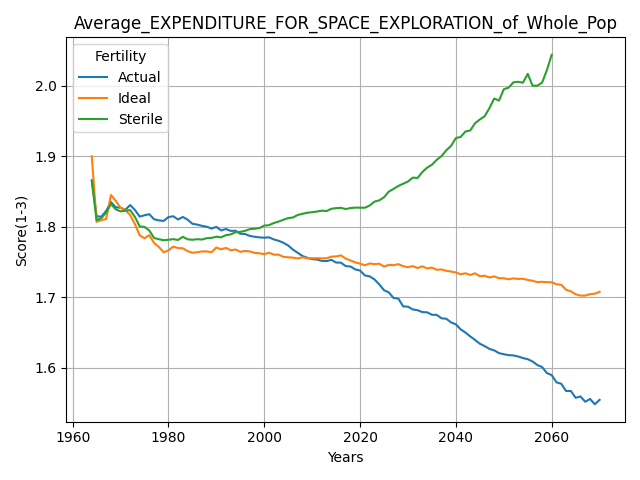 Average_EXPENDITURE_FOR_SPACE_EXPLORATION_of_Whole_Pop
Fertility
Actual
Ideal
Sterile
Score(1-3)
2.0
1.9
1.8
1.7
1.6
1960 1980 2000 2020 2040 2060
Years